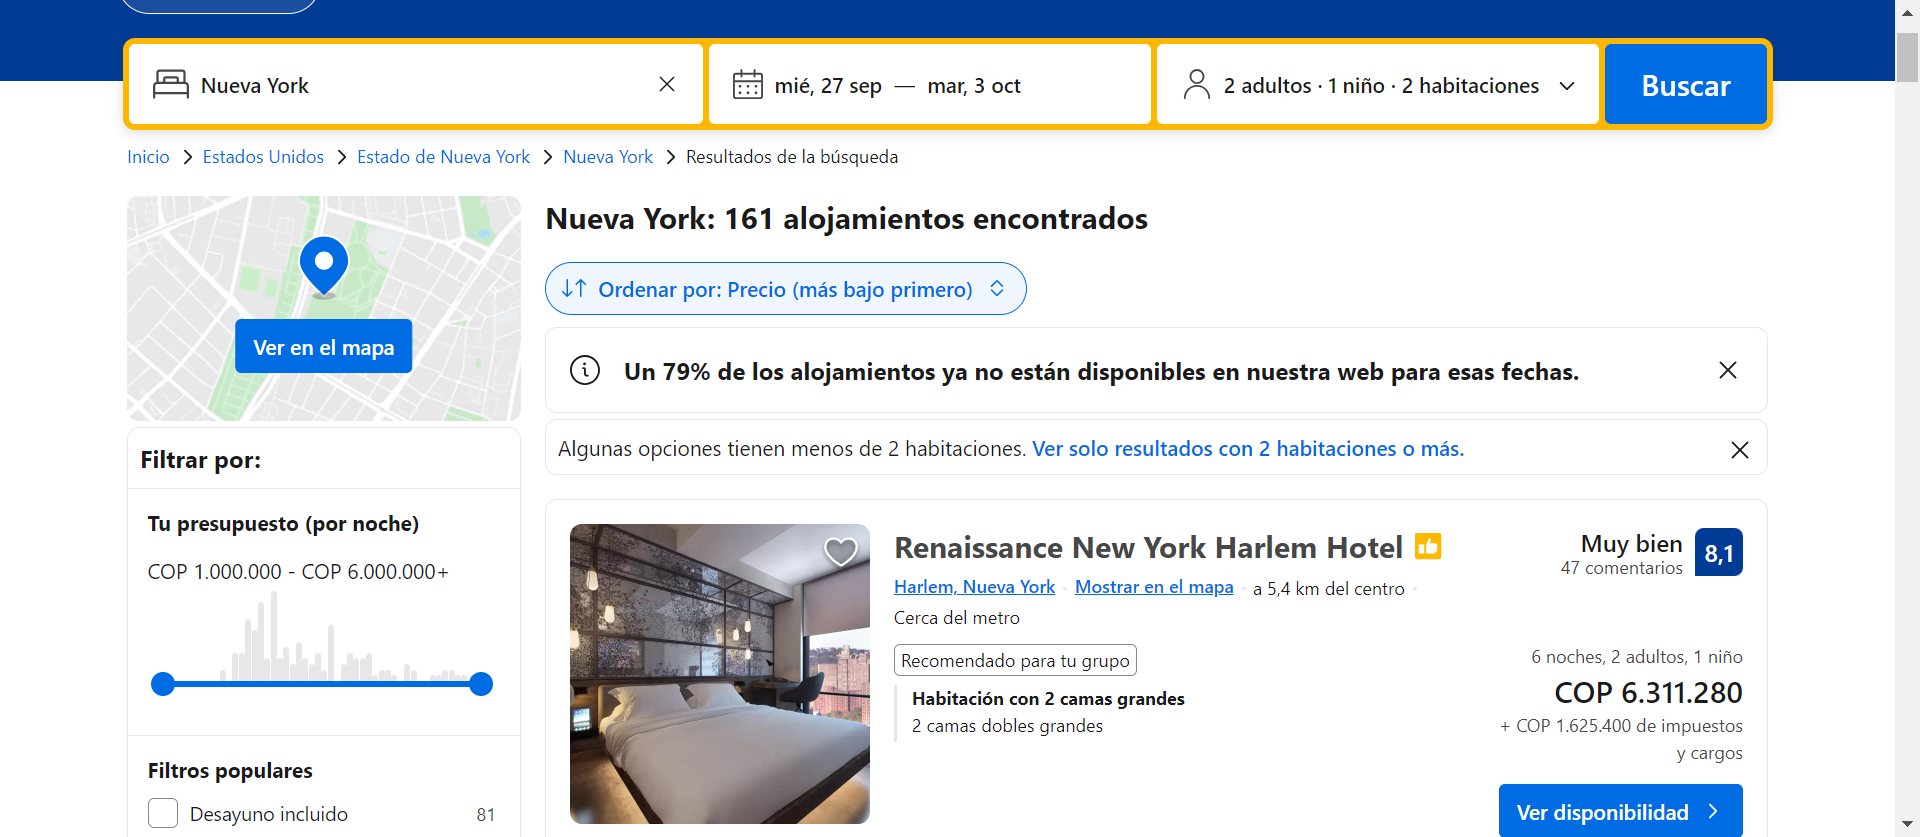 Nueva York
mié, 27 sep — mar, 3 oct
2 adultos · 1 niño · 2 habitaciones
Buscar
Inicio > Estados Unidos > Estado de Nueva York > Nueva York > Resultados de la búsqueda
Ver en el mapa
Filtrar por:
Tu presupuesto (por noche)
COP 1.000.000 - COP 6.000.000+
Filtros populares
Desayuno incluido 81
Nueva York: 161 alojamientos encontrados
Ordenar por: Precio (más bajo primero)
Un 79% de los alojamientos ya no están disponibles en nuestra web para esas fechas.
Algunas opciones tienen menos de 2 habitaciones. Ver solo resultados con 2 habitaciones o más.
Renaissance New York Harlem Hotel
Harlem, Nueva York · Mostrar en el mapa · a 5,4 km del centro ·
Cerca del metro
Recomendado para tu grupo
Habitación con 2 camas grandes
2 camas dobles grandes
Muy bien 8,1
47 comentarios
6 noches, 2 adultos, 1 niño
COP 6.311.280
+ COP 1.625.400 de impuestos
y cargos
Ver disponibilidad